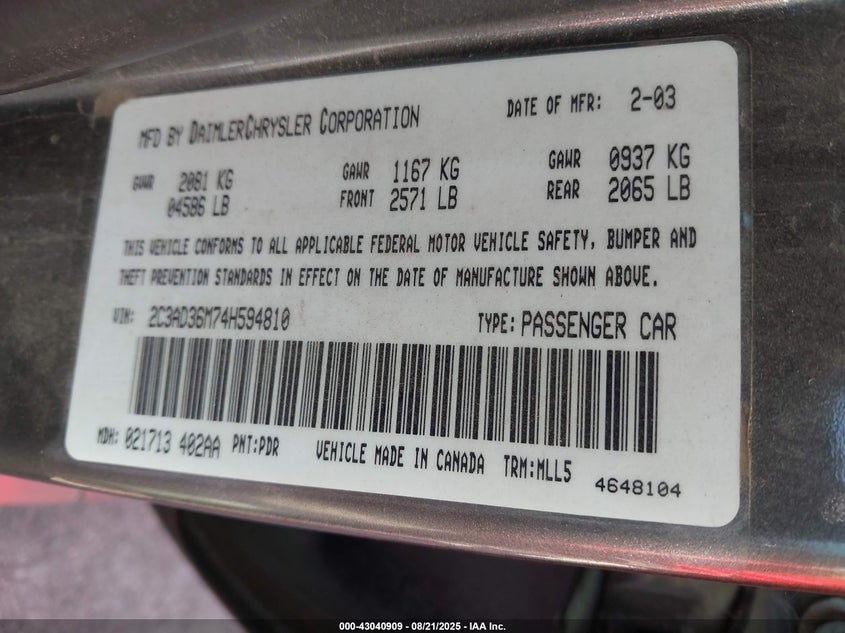 MFD BY DAIMLERCHRYSLER CORPORATION DATE OF MFR: 2-03
GVWR 2081 KG GAWR 1167 KG GAWR 0937 KG
04586 LB FRONT 2571 LB REAR 2065 LB
THIS VEHICLE CONFORMS TO ALL APPLICABLE FEDERAL MOTOR VEHICLE SAFETY, BUMPER AND
THEFT PREVENTION STANDARDS IN EFFECT ON THE DATE OF MANUFACTURE SHOWN ABOVE.
VIN: 2C3AD36M74H594810 TYPE: PASSENGER CAR
MDH: 021713 402AA PNT:PDR VEHICLE MADE IN CANADA TRM:MLL5 4648104
000-43040909 - 08/21/2025 - IAA Inc.